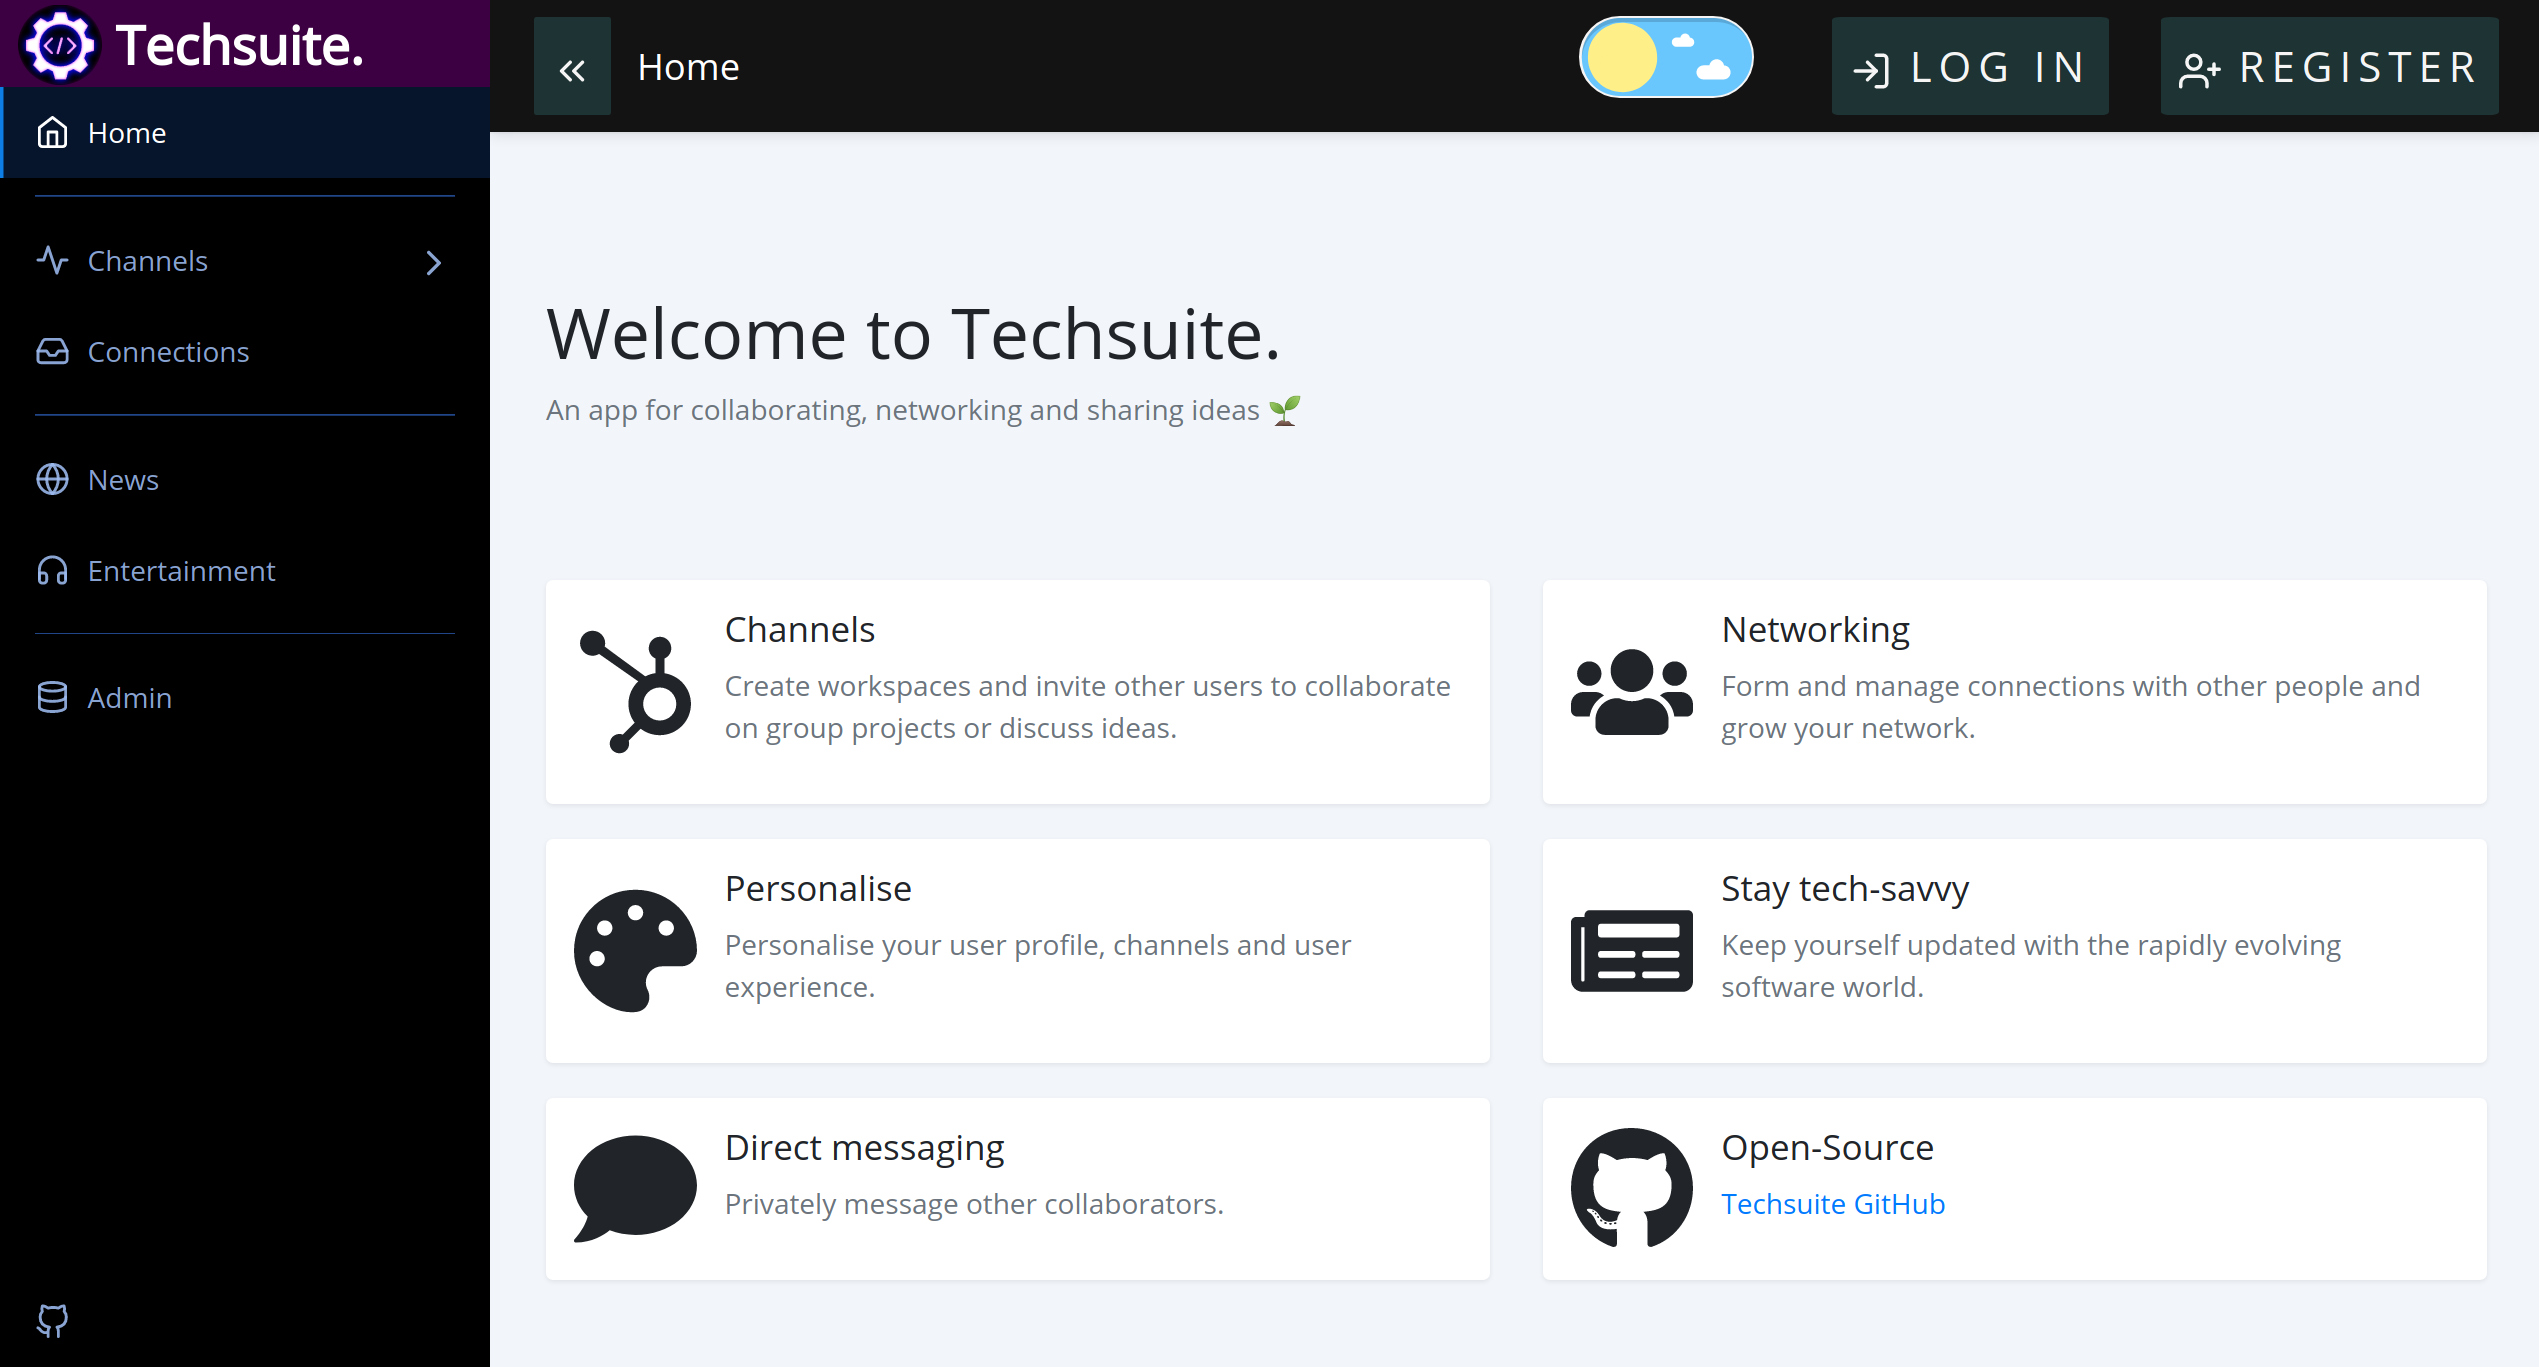 Techsuite.
Home
Channels
Connections
News
Entertainment
Admin
Home
LOG IN
REGISTER
Welcome to Techsuite.
An app for collaborating, networking and sharing ideas 🌱
Channels
Create workspaces and invite other users to collaborate
on group projects or discuss ideas.
Networking
Form and manage connections with other people and
grow your network.
Personalise
Personalise your user profile, channels and user
experience.
Stay tech-savvy
Keep yourself updated with the rapidly evolving
software world.
Direct messaging
Privately message other collaborators.
Open-Source
Techsuite GitHub